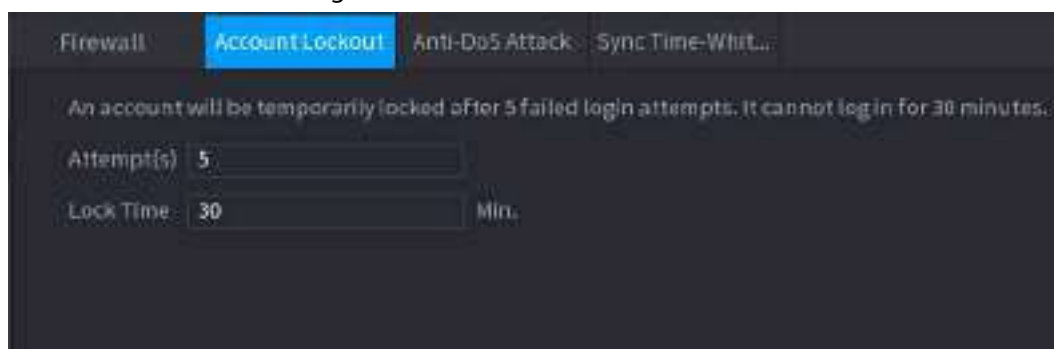 Firewall Account Lockout Anti-DoS Attack Sync Time-Whit...
An account will be temporarily locked after 5 failed login attempts. It cannot log in for 30 minutes.
Attempt(s) 5
Lock Time 30 Min.